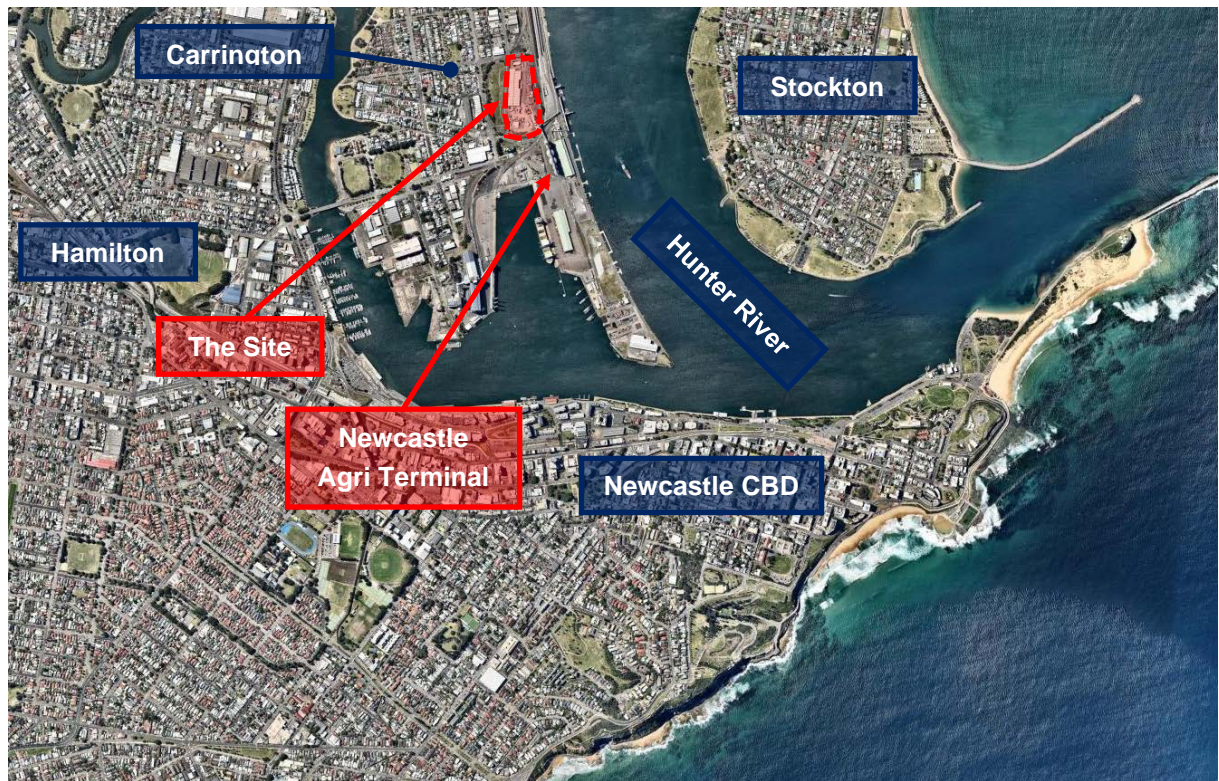 Carrington
Stockton
Hamilton
Hunter River
The Site
Newcastle
Agri Terminal
Newcastle CBD